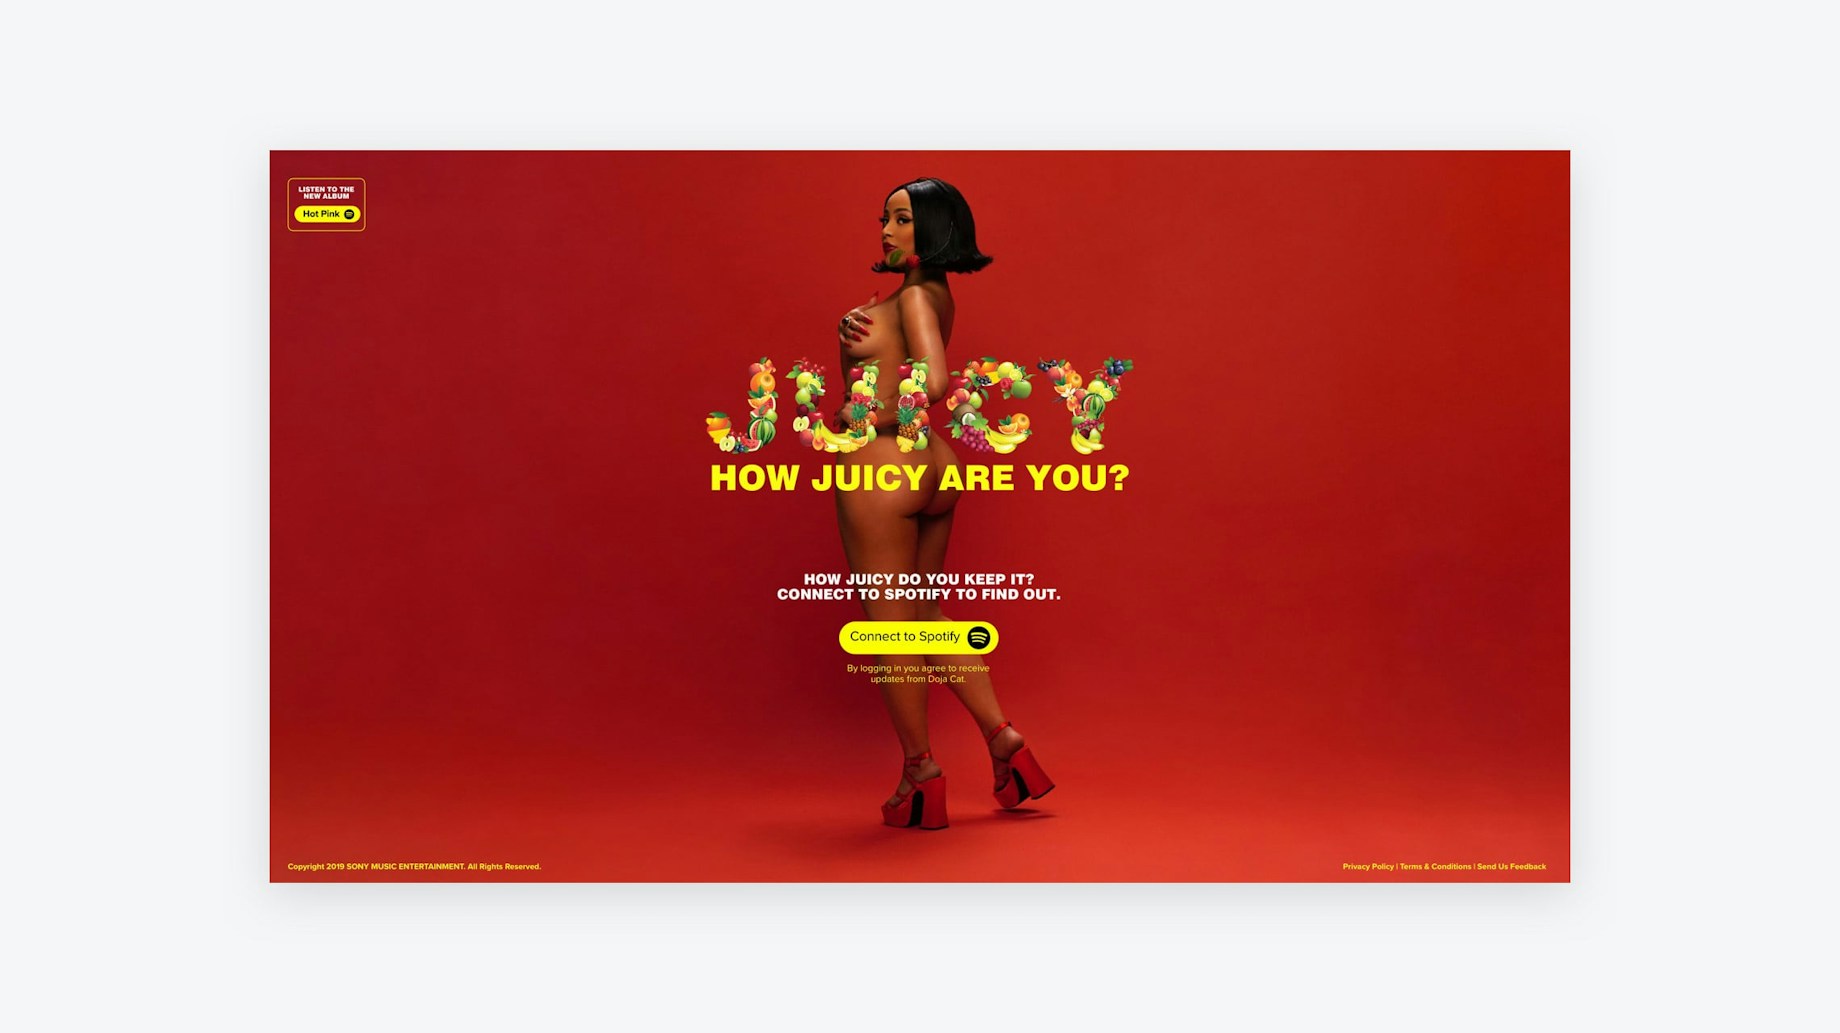 LISTEN TO THE
NEW ALBUM
Hot Pink
JUICY
HOW JUICY ARE YOU?
HOW JUICY DO YOU KEEP IT?
CONNECT TO SPOTIFY TO FIND OUT.
Connect to Spotify
By logging in you agree to receive
updates from Doja Cat.
Copyright 2019 SONY MUSIC ENTERTAINMENT. All Rights Reserved.
Privacy Policy | Terms & Conditions | Send Us Feedback